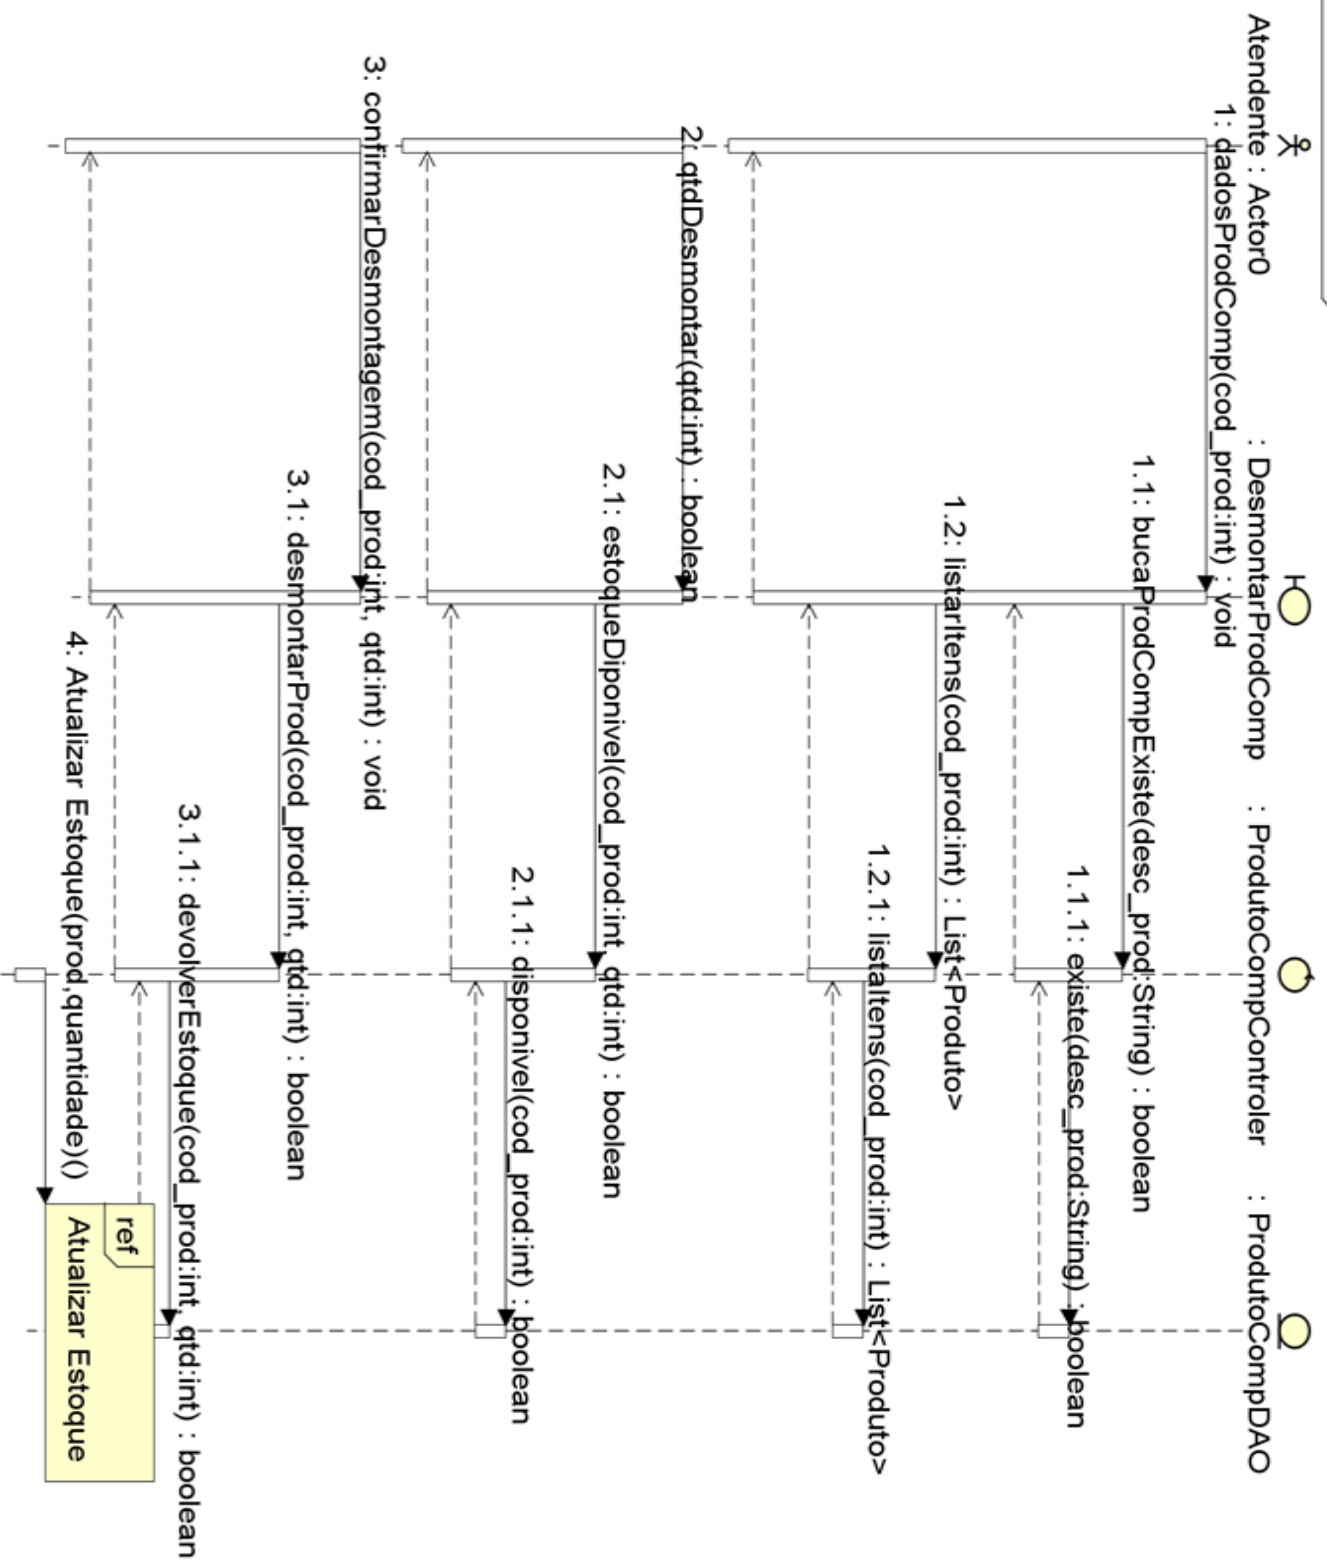 Atendente : Actor0
: DesmontarProdComp
: ProdutoCompControler
: ProdutoCompDAO
1: dadosProdComp(cod_prod:int) : void
1.1: bucaProdCompExiste(desc_prod:String) : boolean
1.1.1: existe(desc_prod:String) : boolean
1.2: listarItens(cod_prod:int) : List<Produto>
1.2.1: listaItens(cod_prod:int) : List<Produto>
2: qtdDesmontar(qtd:int) : boolean
2.1: estoqueDiponivel(cod_prod:int, qtd:int) : boolean
2.1.1: disponivel(cod_prod:int) : boolean
3: confirmarDesmontagem(cod_prod:int, qtd:int) : void
3.1: desmontarProd(cod_prod:int, qtd:int) : boolean
3.1.1: devolverEstoque(cod_prod:int, qtd:int) : boolean
ref
4: Atualizar Estoque(prod,quantidade)()
Atualizar Estoque